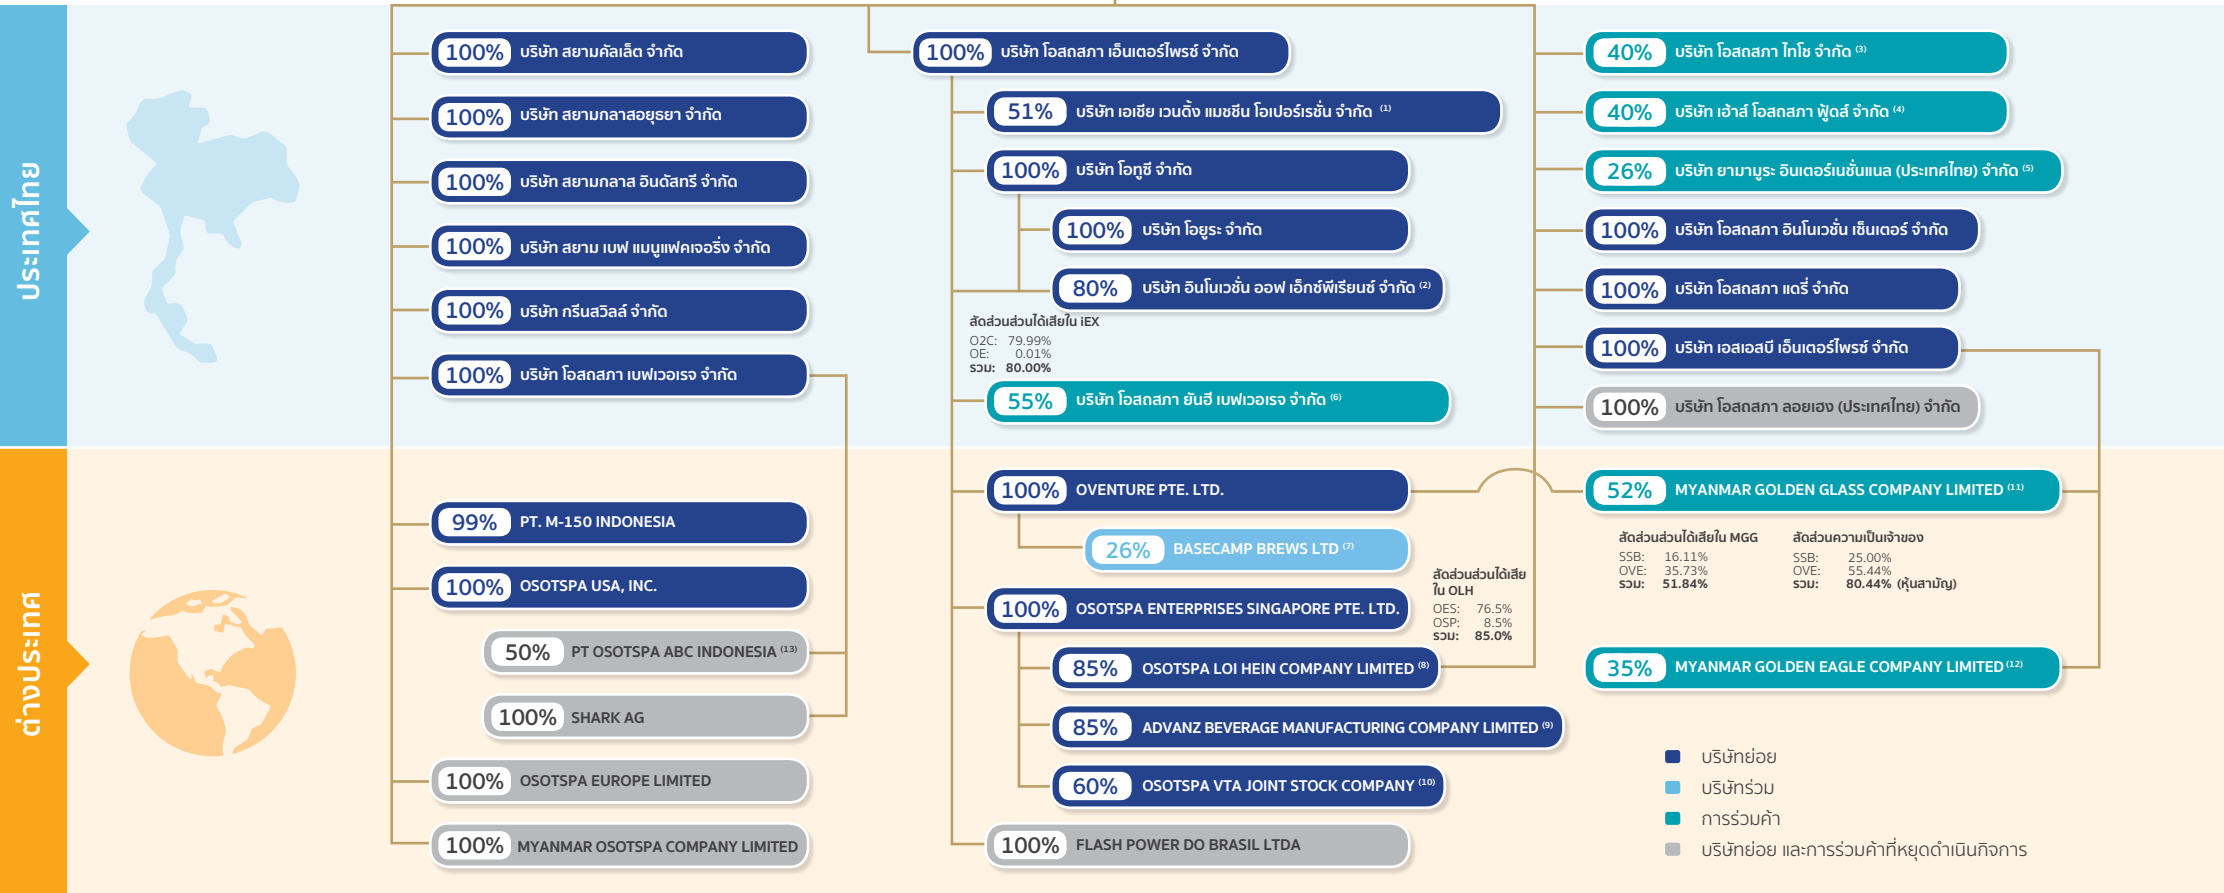 ประเทศไทย
100% บริษัท สยามคัลเล็ต จำกัด
100% บริษัท สยามกลาสอยุธยา จำกัด
100% บริษัท สยามกลาส อินดัสทรี จำกัด
100% บริษัท สยาม เบฟ แมนูแฟคเจอริ่ง จำกัด
100% บริษัท กรีนสวิลล์ จำกัด
100% บริษัท โอสถสภา เบฟเวอเรจ จำกัด
100% บริษัท โอสถสภา เอ็นเตอร์ไพรซ์ จำกัด
51% บริษัท เอเชีย เวนดิ้ง แมชชีน โอเปอร์เรชั่น จำกัด (1)
100% บริษัท โอทูซี จำกัด
100% บริษัท โอยูระ จำกัด
80% บริษัท อินโนเวชั่น ออฟ เอ็กซ์พีเรียนซ์ จำกัด (2)
สัดส่วนส่วนได้เสียใน iEX
O2C: 79.99%
OE: 0.01%
รวม: 80.00%
55% บริษัท โอสถสภา ยันฮี เบฟเวอเรจ จำกัด (6)
40% บริษัท โอสถสภา ไทโช จำกัด (3)
40% บริษัท เฮ้าส์ โอสถสภา ฟู้ดส์ จำกัด (4)
26% บริษัท ยามามูระ อินเตอร์เนชั่นแนล (ประเทศไทย) จำกัด (5)
100% บริษัท โอสถสภา อินโนเวชั่น เซ็นเตอร์ จำกัด
100% บริษัท โอสถสภา แดรี่ จำกัด
100% บริษัท เอสเอสบี เอ็นเตอร์ไพรซ์ จำกัด
100% บริษัท โอสถสภา ลอยเฮง (ประเทศไทย) จำกัด
ต่างประเทศ
99% PT. M-150 INDONESIA
100% OSOTSPA USA, INC.
50% PT OSOTSPA ABC INDONESIA (13)
100% SHARK AG
100% OSOTSPA EUROPE LIMITED
100% MYANMAR OSOTSPA COMPANY LIMITED
100% OVENTURE PTE. LTD.
26% BASECAMP BREWS LTD (7)
100% OSOTSPA ENTERPRISES SINGAPORE PTE. LTD.
สัดส่วนส่วนได้เสีย
ใน OLH
OES: 76.5%
OSP: 8.5%
รวม: 85.0%
85% OSOTSPA LOI HEIN COMPANY LIMITED (8)
85% ADVANZ BEVERAGE MANUFACTURING COMPANY LIMITED (9)
60% OSOTSPA VTA JOINT STOCK COMPANY (10)
100% FLASH POWER DO BRASIL LTDA
52% MYANMAR GOLDEN GLASS COMPANY LIMITED (11)
สัดส่วนส่วนได้เสียใน MGG
SSB: 16.11%
OVE: 35.73%
รวม: 51.84%
สัดส่วนความเป็นเจ้าของ
SSB: 25.00%
OVE: 55.44%
รวม: 80.44% (หุ้นสามัญ)
35% MYANMAR GOLDEN EAGLE COMPANY LIMITED (12)
บริษัทย่อย
บริษัทร่วม
การร่วมค้า
บริษัทย่อย และการร่วมค้าที่หยุดดำเนินกิจการ